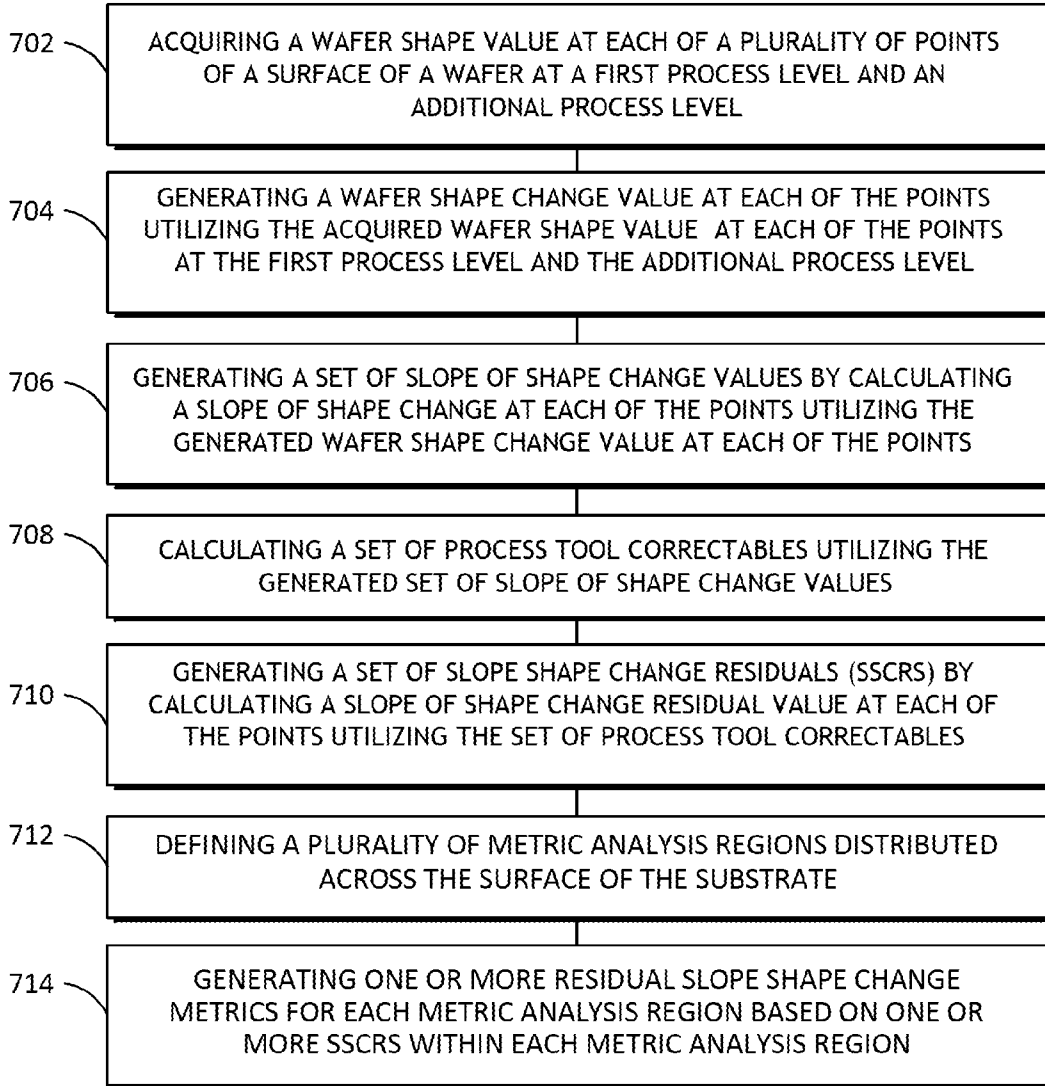 702
ACQUIRING A WAFER SHAPE VALUE AT EACH OF A PLURALITY OF POINTS
OF A SURFACE OF A WAFER AT A FIRST PROCESS LEVEL AND AN
ADDITIONAL PROCESS LEVEL
704
GENERATING A WAFER SHAPE CHANGE VALUE AT EACH OF THE POINTS
UTILIZING THE ACQUIRED WAFER SHAPE VALUE AT EACH OF THE POINTS
AT THE FIRST PROCESS LEVEL AND THE ADDITIONAL PROCESS LEVEL
706
GENERATING A SET OF SLOPE OF SHAPE CHANGE VALUES BY CALCULATING
A SLOPE OF SHAPE CHANGE AT EACH OF THE POINTS UTILIZING THE
GENERATED WAFER SHAPE CHANGE VALUE AT EACH OF THE POINTS
708
CALCULATING A SET OF PROCESS TOOL CORRECTABLES UTILIZING THE
GENERATED SET OF SLOPE OF SHAPE CHANGE VALUES
710
GENERATING A SET OF SLOPE SHAPE CHANGE RESIDUALS (SSCRS) BY
CALCULATING A SLOPE OF SHAPE CHANGE RESIDUAL VALUE AT EACH OF
THE POINTS UTILIZING THE SET OF PROCESS TOOL CORRECTABLES
712
DEFINING A PLURALITY OF METRIC ANALYSIS REGIONS DISTRIBUTED
ACROSS THE SURFACE OF THE SUBSTRATE
714
GENERATING ONE OR MORE RESIDUAL SLOPE SHAPE CHANGE
METRICS FOR EACH METRIC ANALYSIS REGION BASED ON ONE OR
MORE SSCRS WITHIN EACH METRIC ANALYSIS REGION